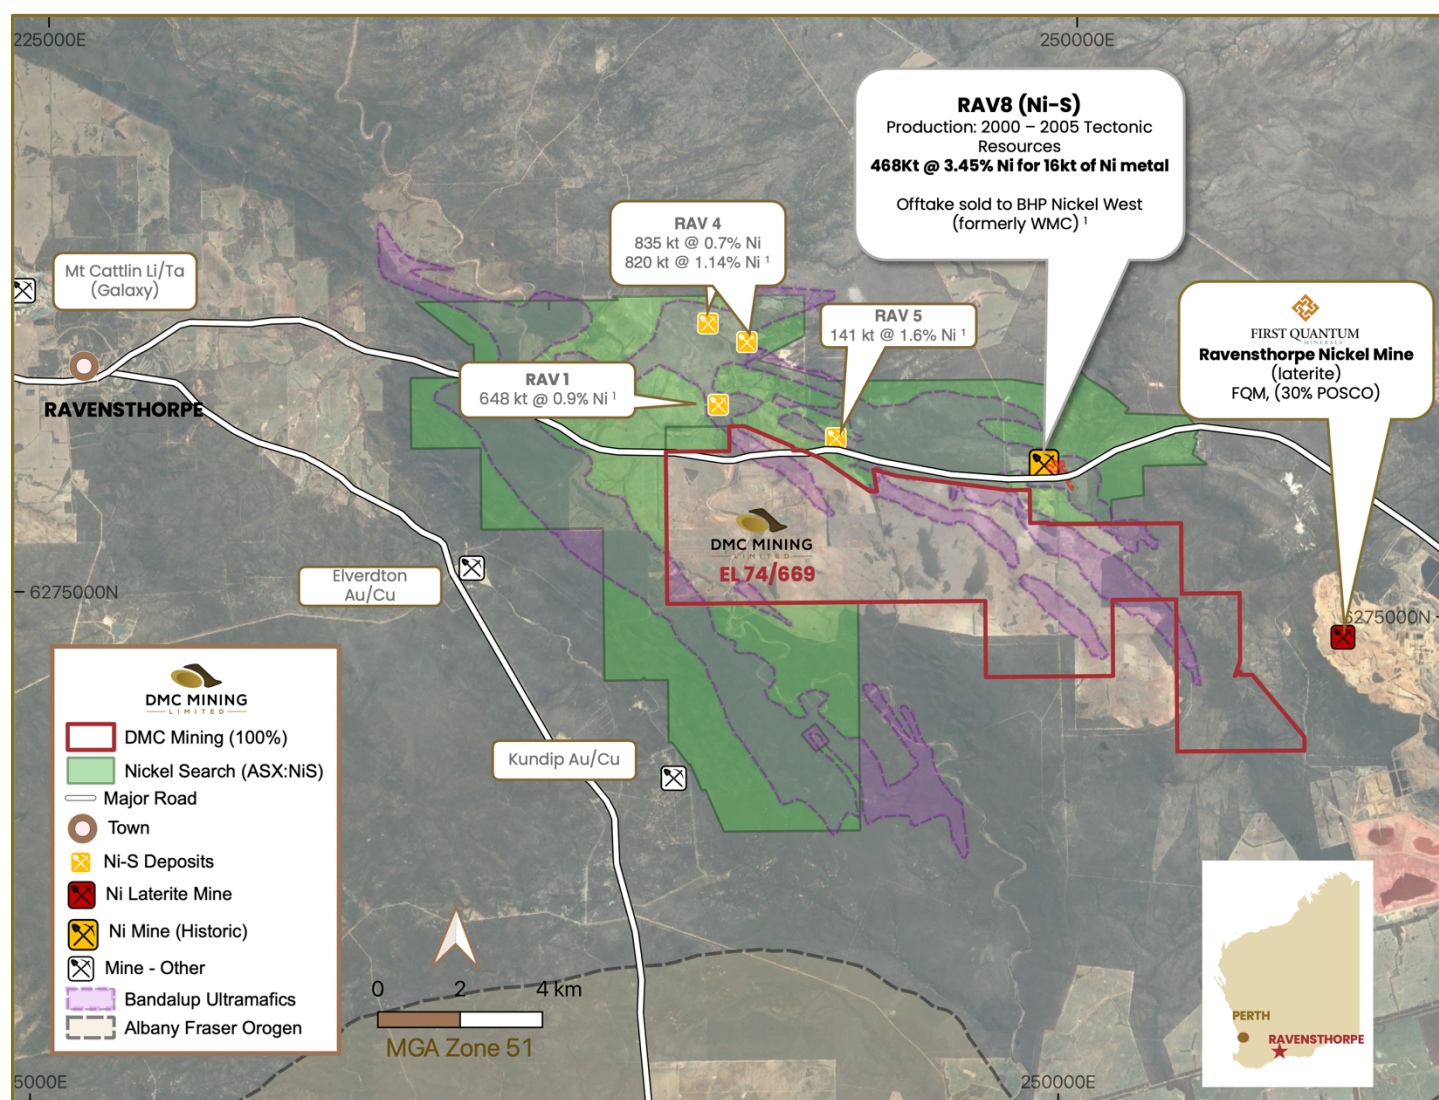 225000E
250000E
RAV8 (Ni-S)
Production: 2000 – 2005 Tectonic
Resources
468Kt @ 3.45% Ni for 16kt of Ni metal
Offtake sold to BHP Nickel West
(formerly WMC) 1
RAV 4
835 kt @ 0.7% Ni
820 kt @ 1.14% Ni 1
Mt Cattlin Li/Ta
(Galaxy)
RAV 5
141 kt @ 1.6% Ni 1
FIRST QUANTUM
MINERALS
Ravensthorpe Nickel Mine
(laterite)
FQM, (30% POSCO)
RAV 1
648 kt @ 0.9% Ni 1
RAVENSTHORPE
DMC MINING
LIMITED
EL 74/669
Elverdton
Au/Cu
6275000N
6275000N
Kundip Au/Cu
DMC MINING
LIMITED
DMC Mining (100%)
Nickel Search (ASX:NiS)
Major Road
Town
Ni-S Deposits
Ni Laterite Mine
Ni Mine (Historic)
Mine - Other
Bandalup Ultramafics
Albany Fraser Orogen
0 2 4 km
MGA Zone 51
PERTH
RAVENSTHORPE
5000E
250000E